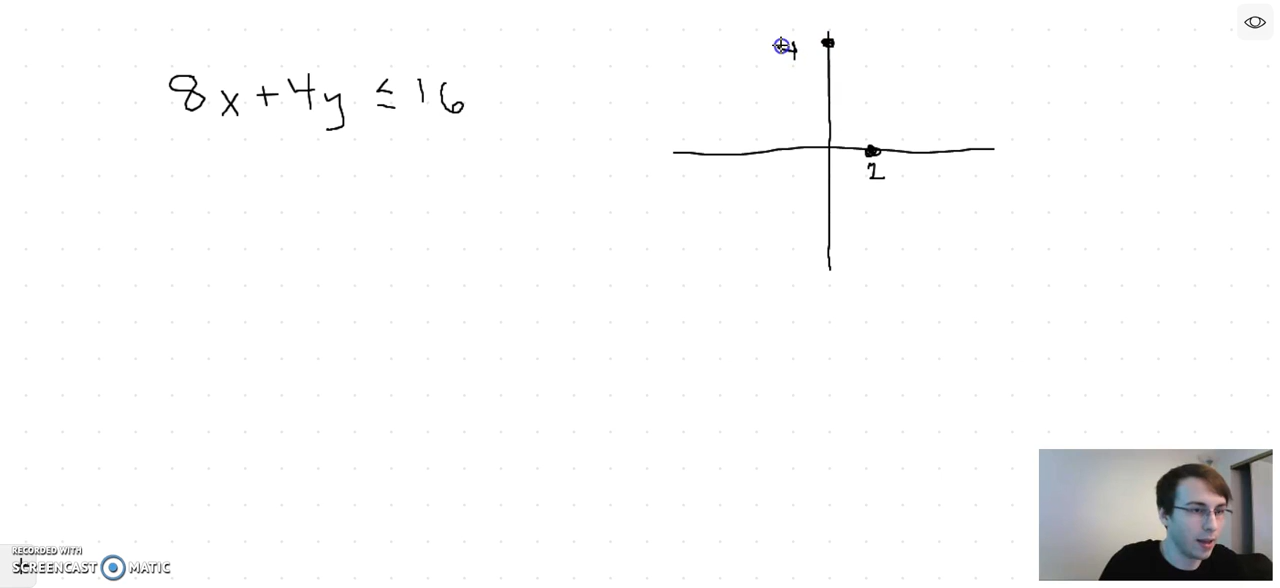 8x + 4y ≤ 16
4
2
RECORDED WITH
SCREENCAST MATIC